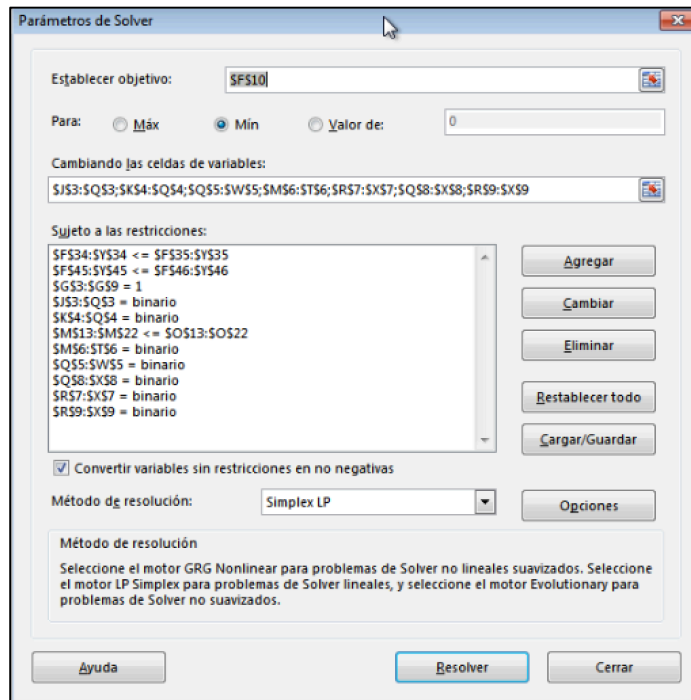 Parámetros de Solver
Establecer objetivo: $F$10
Para: Máx Mín Valor de: 0
Cambiando las celdas de variables:
$J$3:$Q$3;$K$4:$Q$4;$Q$5:$W$5;$M$6:$T$6;$R$7:$X$7;$Q$8:$X$8;$R$9:$X$9
Sujeto a las restricciones:
$F$34:$Y$34 <= $F$35:$Y$35
$F$45:$Y$45 <= $F$46:$Y$46
$G$3:$G$9 = 1
$J$3:$Q$3 = binario
$K$4:$Q$4 = binario
$M$13:$M$22 <= $O$13:$O$22
$M$6:$T$6 = binario
$Q$5:$W$5 = binario
$Q$8:$X$8 = binario
$R$7:$X$7 = binario
$R$9:$X$9 = binario
Agregar
Cambiar
Eliminar
Restablecer todo
Cargar/Guardar
Convertir variables sin restricciones en no negativas
Método de resolución: Simplex LP Opciones
Método de resolución
Seleccione el motor GRG Nonlinear para problemas de Solver no lineales suavizados. Seleccione
el motor LP Simplex para problemas de Solver lineales, y seleccione el motor Evolutionary para
problemas de Solver no suavizados.
Ayuda Resolver Cerrar